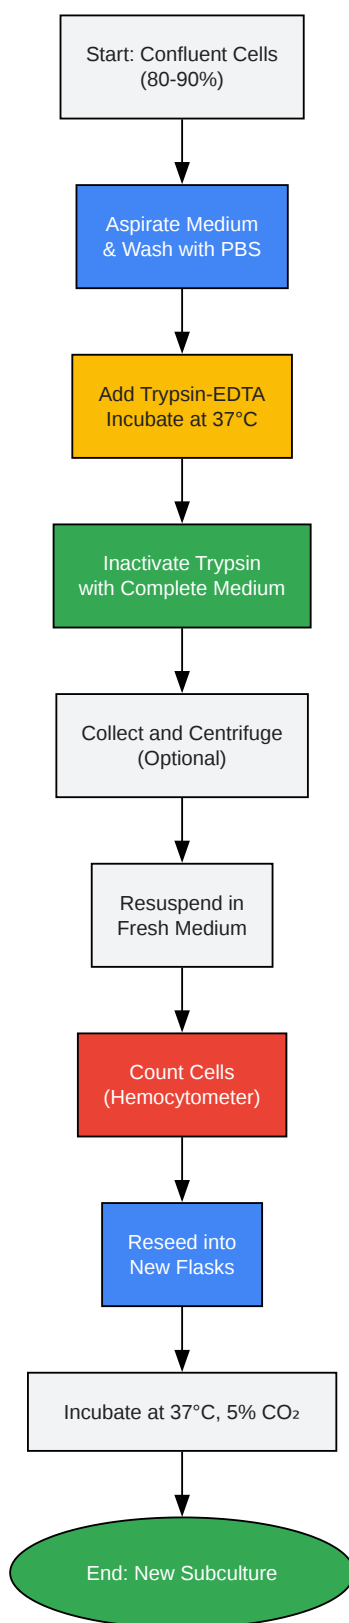 Start: Confluent Cells
(80-90%)
Aspirate Medium
& Wash with PBS
Add Trypsin-EDTA
Incubate at 37°C
Inactivate Trypsin
with Complete Medium
Collect and Centrifuge
(Optional)
Resuspend in
Fresh Medium
Count Cells
(Hemocytometer)
Reseed into
New Flasks
Incubate at 37°C, 5% CO₂
End: New Subculture